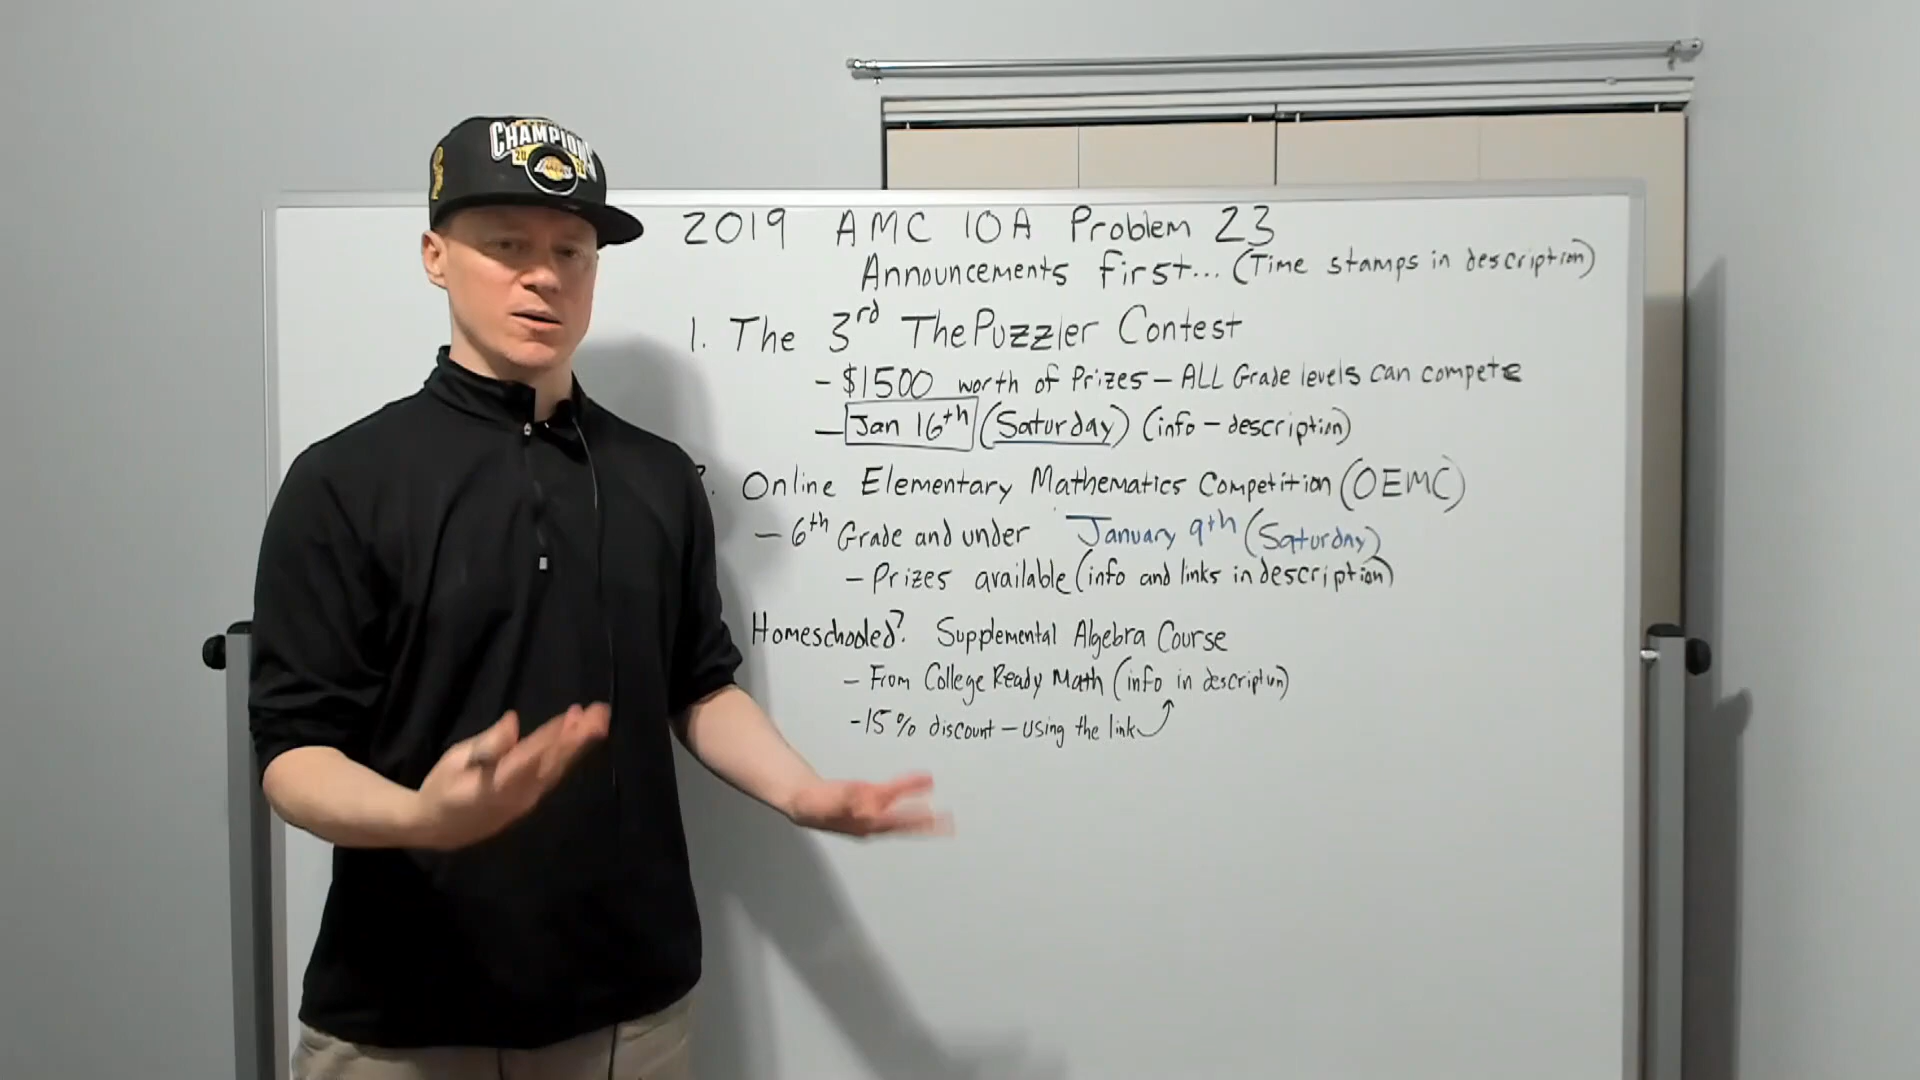 CHAMPIONS
2019 AMC 10A Problem 23
Announcements first... (Time stamps in description)
1. The 3rd ThePuzzler Contest
- $1500 worth of Prizes - ALL Grade levels can compete
- Jan 16th (Saturday) (info - description)
. Online Elementary Mathematics Competition (OEMC)
- 6th Grade and under January 9th (Saturday)
- Prizes available (info and links in description)
Homeschooled? Supplemental Algebra Course
- From College Ready Math (info in description)
- 15% discount - using the link